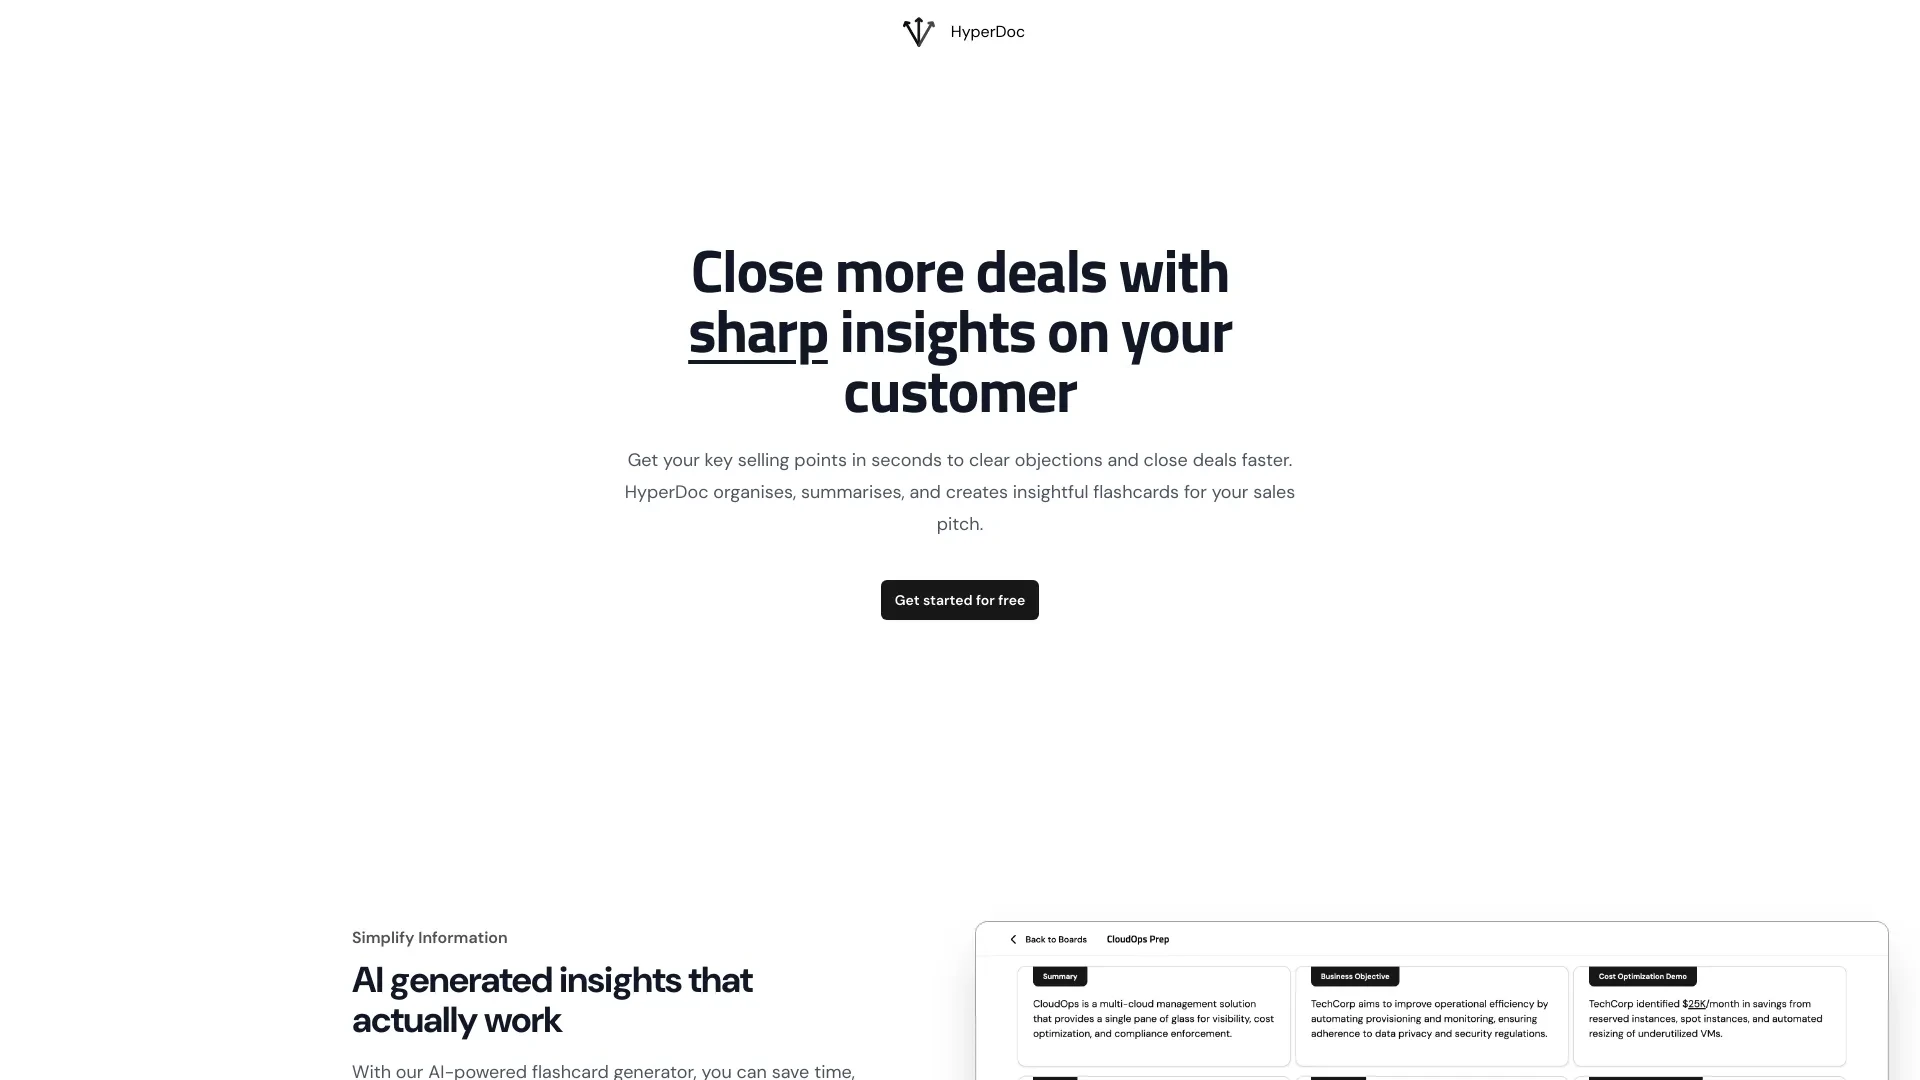 HyperDoc
Close more deals with
sharp insights on your
customer
Get your key selling points in seconds to clear objections and close deals faster.
HyperDoc organises, summarises, and creates insightful flashcards for your sales
pitch.
Get started for free
Simplify Information
AI generated insights that
actually work
With our AI-powered flashcard generator, you can save time,
Back to Boards
CloudOps Prep
Summary
CloudOps is a multi-cloud management solution
that provides a single pane of glass for visibility, cost
optimization, and compliance enforcement.
Business Objective
TechCorp aims to improve operational efficiency by
automating provisioning and monitoring, ensuring
adherence to data privacy and security regulations.
Cost Optimization Demo
TechCorp identified $25K/month in savings from
reserved instances, spot instances, and automated
resizing of underutilized VMs.